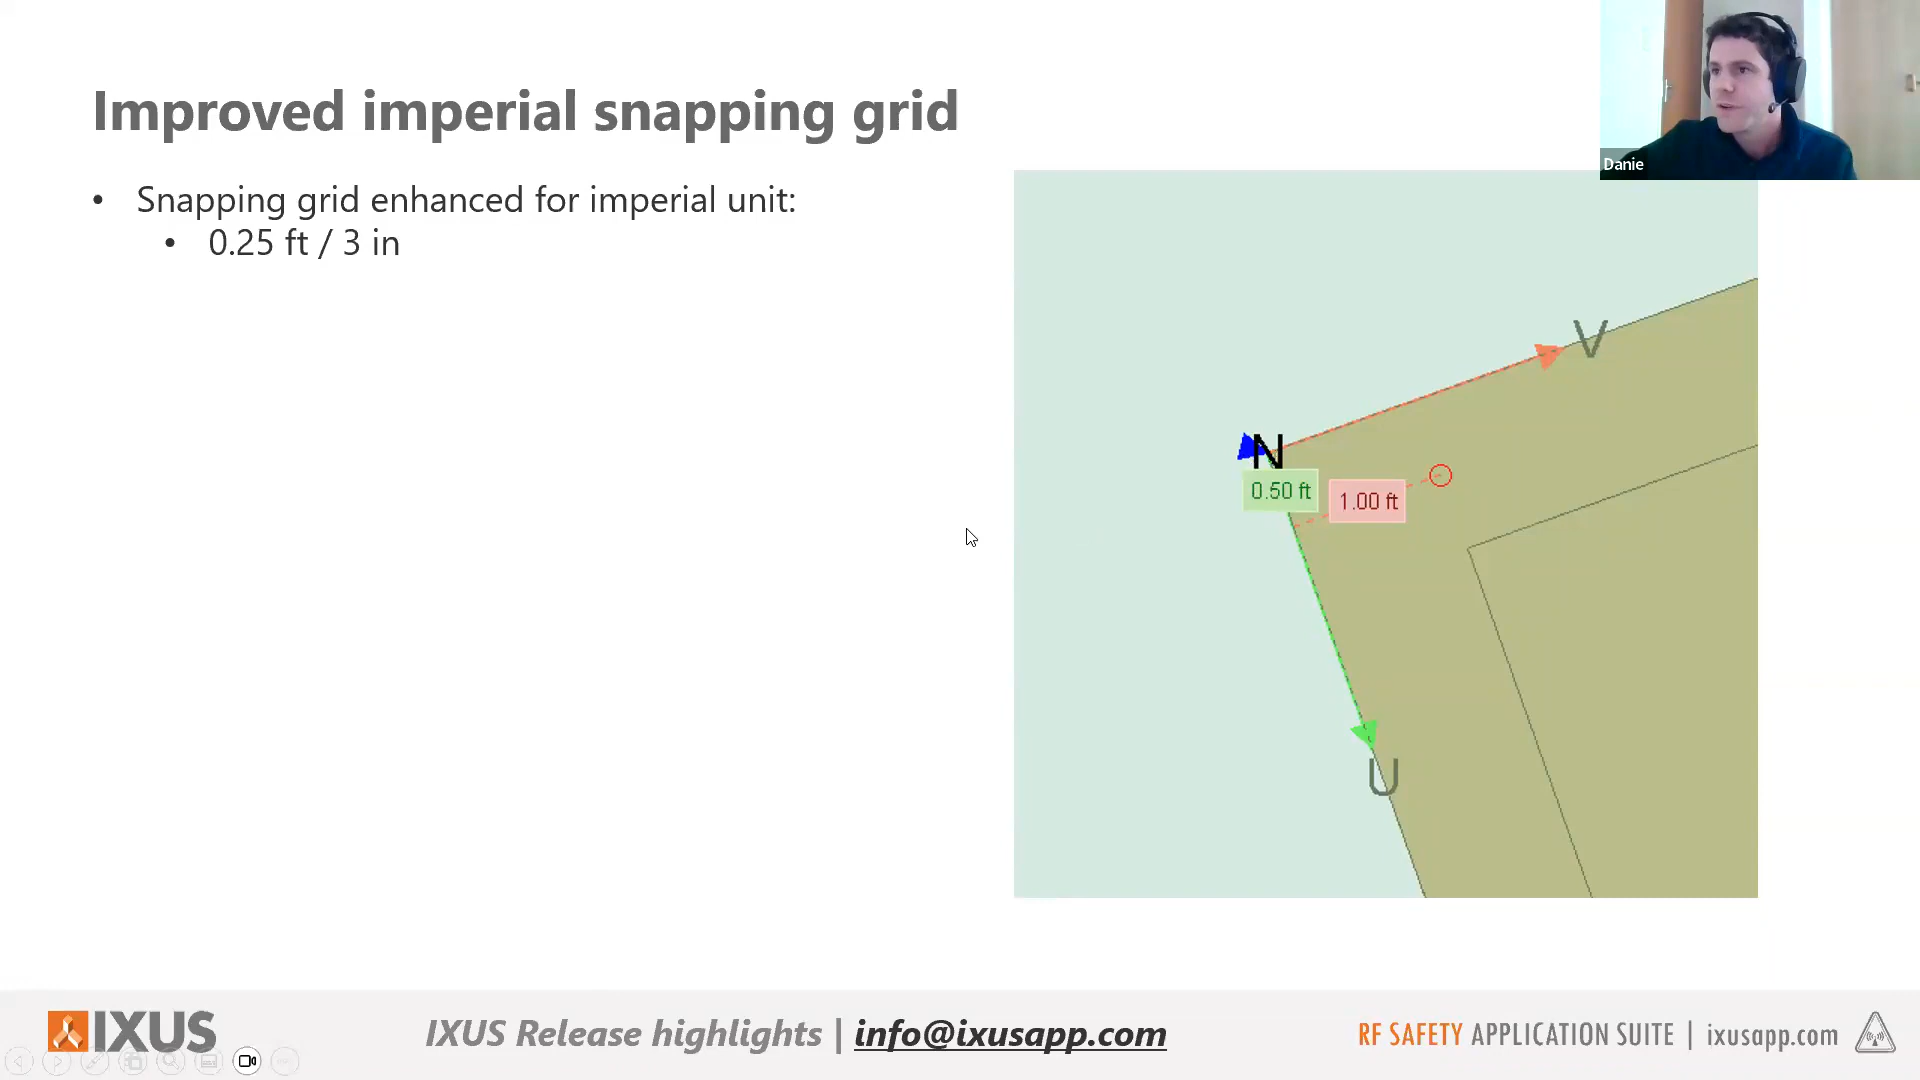 Improved imperial snapping grid
Danie
• Snapping grid enhanced for imperial unit:
• 0.25 ft / 3 in
V
N
0.50 ft
1.00 ft
U
IXUS
IXUS Release highlights | info@ixusapp.com
RF SAFETY APPLICATION SUITE | ixusapp.com